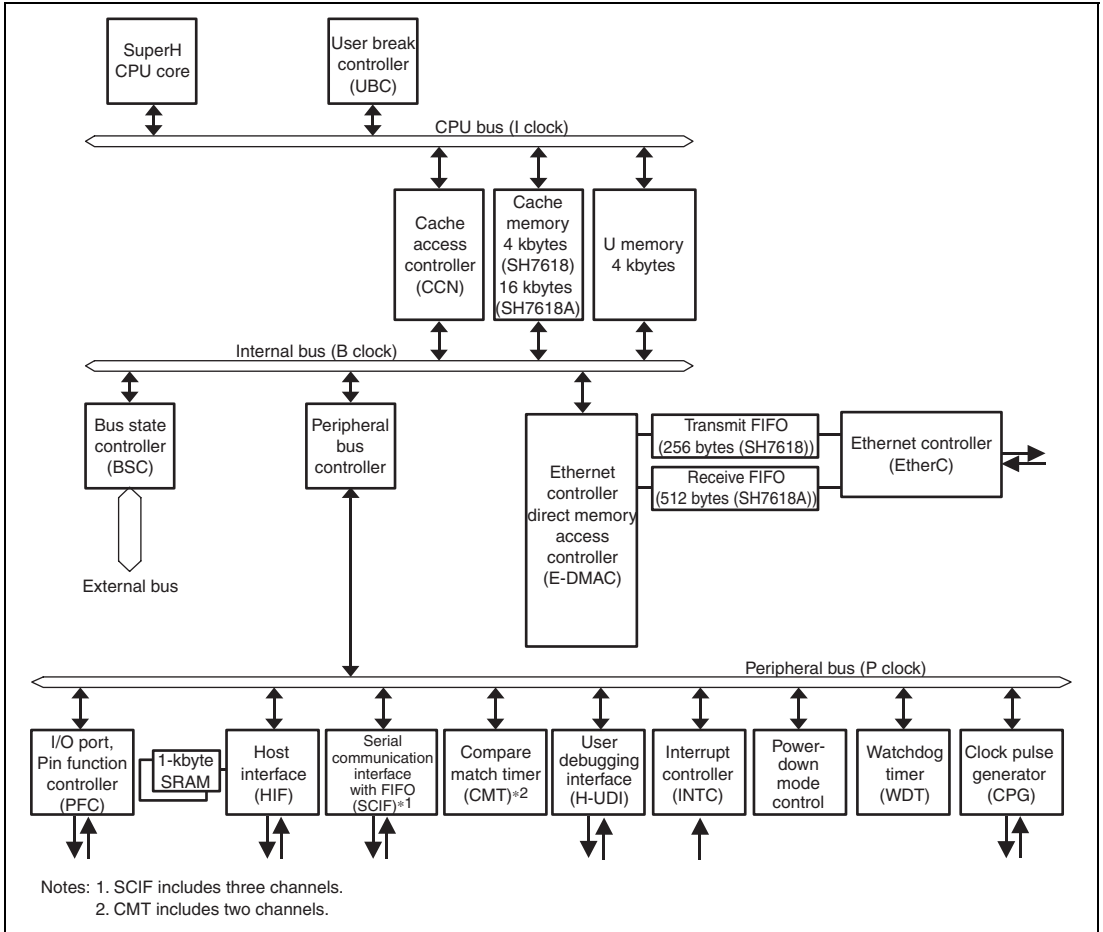 SuperH
CPU core
User break
controller
(UBC)
CPU bus (I clock)
Cache
access
controller
(CCN)
Cache
memory
4 kbytes
(SH7618)
16 kbytes
(SH7618A)
U memory
4 kbytes
Internal bus (B clock)
Bus state
controller
(BSC)
External bus
Peripheral
bus
controller
Ethernet
controller
direct memory
access
controller
(E-DMAC)
Transmit FIFO
(256 bytes (SH7618))
Receive FIFO
(512 bytes (SH7618A))
Ethernet controller
(EtherC)
Peripheral bus (P clock)
I/O port,
Pin function
controller
(PFC)
1-kbyte
SRAM
Host
interface
(HIF)
Serial
communication
interface
with FIFO
(SCIF)*1
Compare
match timer
(CMT)*2
User
debugging
interface
(H-UDI)
Interrupt
controller
(INTC)
Power-
down
mode
control
Watchdog
timer
(WDT)
Clock pulse
generator
(CPG)
Notes: 1. SCIF includes three channels.
2. CMT includes two channels.